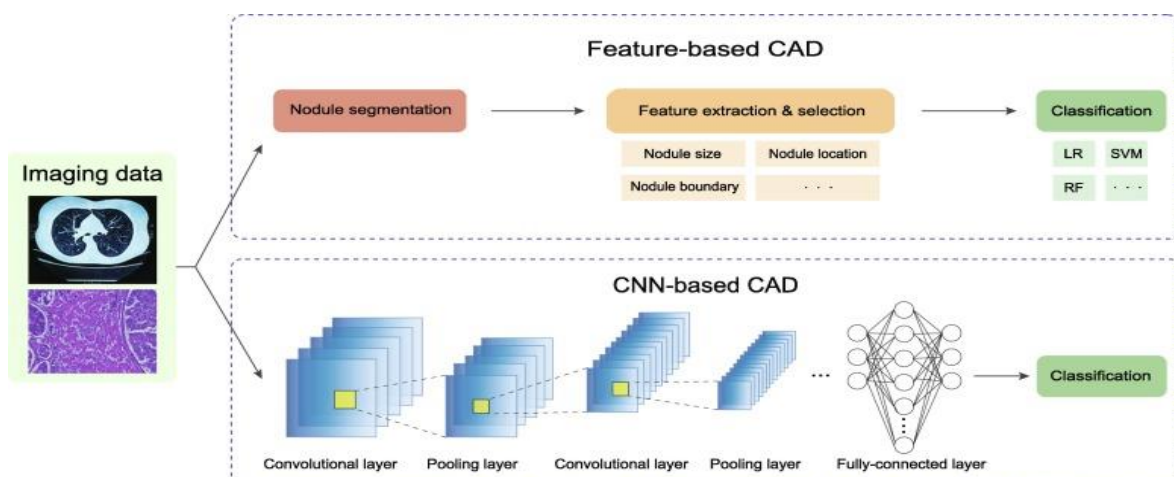 Feature-based CAD
Nodule segmentation
Feature extraction & selection
Classification
Nodule size
Nodule location
LR
SVM
Nodule boundary
. . .
RF
. . .
Imaging data
CNN-based CAD
...
Classification
Convolutional layer
Pooling layer
Convolutional layer
Pooling layer
Fully-connected layer